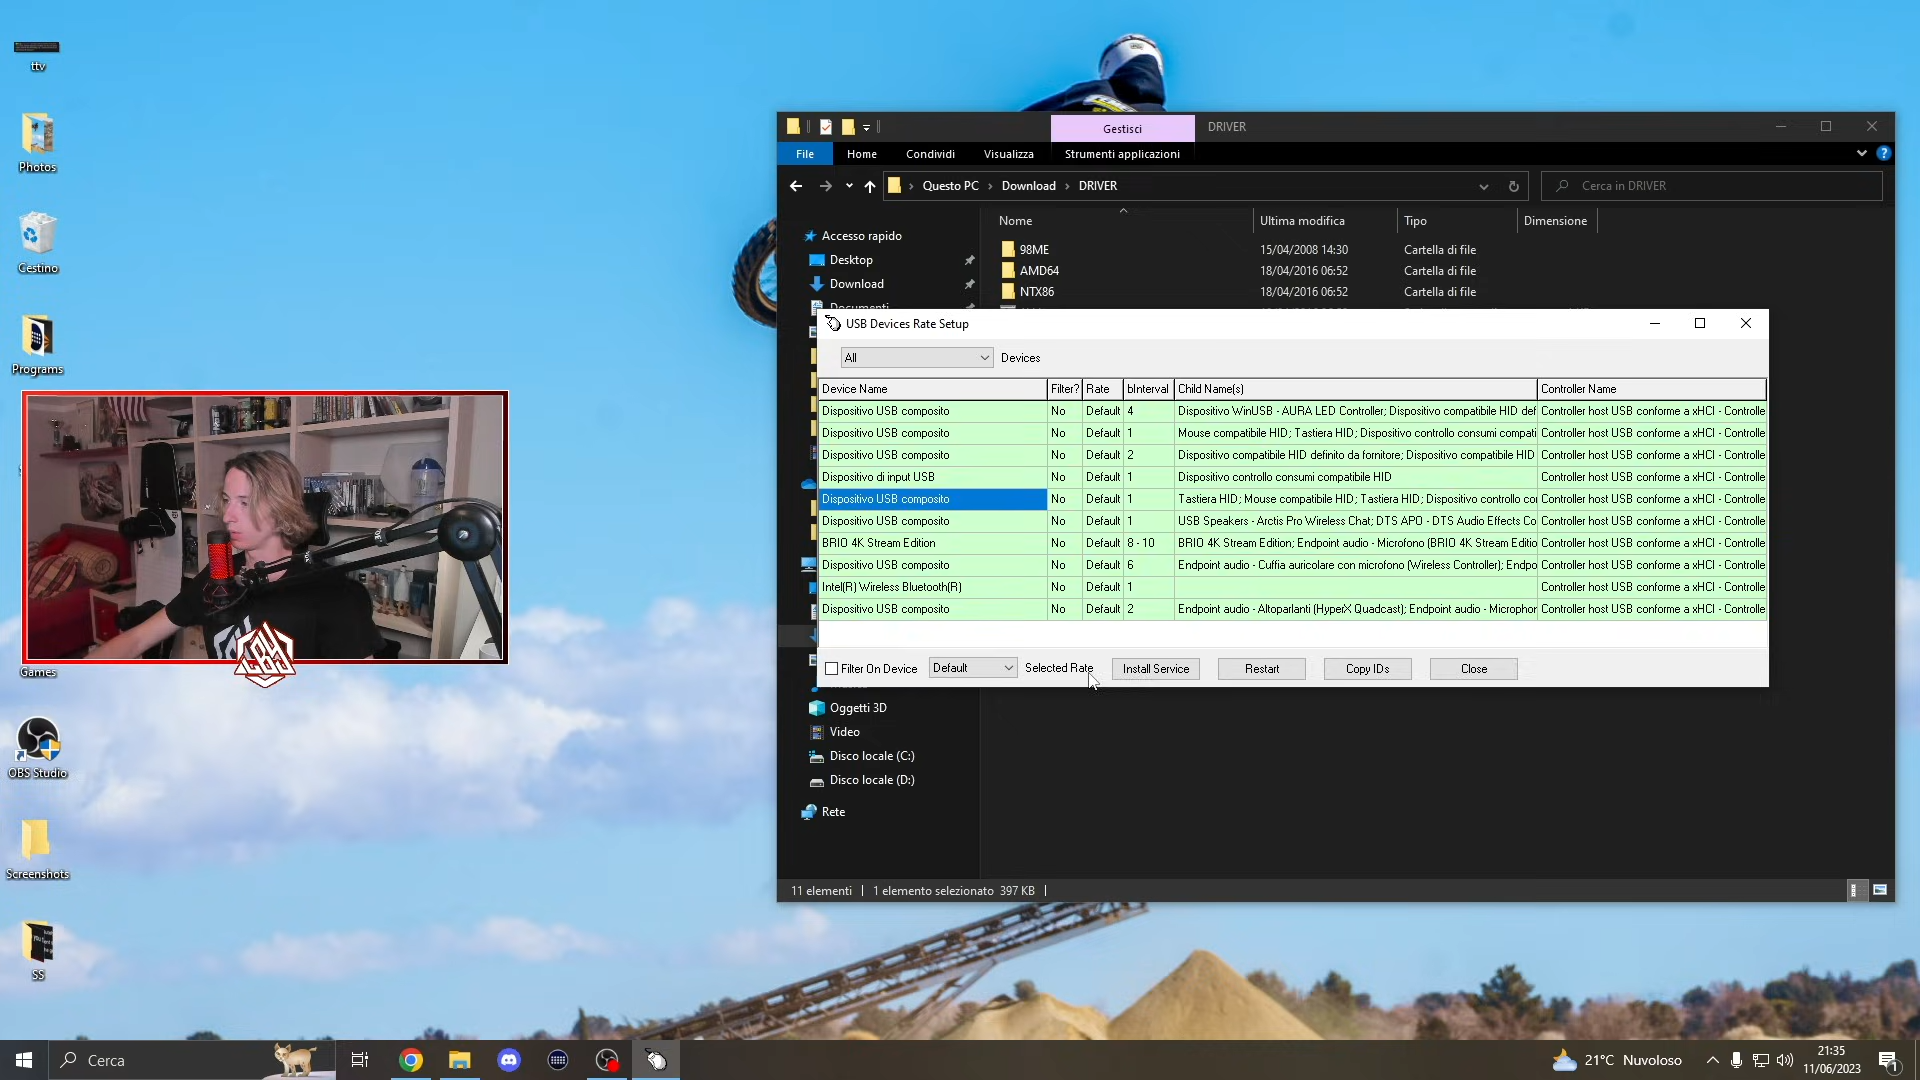 ttv
Photos
Cestino
Programs
Games
OBS Studio
Screenshots
SS
Gestisci
DRIVER
File
Home
Condividi
Visualizza
Strumenti applicazioni
Questo PC › Download › DRIVER
Cerca in DRIVER
Nome
Ultima modifica
Tipo
Dimensione
Accesso rapido
Desktop
Download
Documenti
98ME 15/04/2008 14:30 Cartella di file
AMD64 18/04/2016 06:52 Cartella di file
NTX86 18/04/2016 06:52 Cartella di file
USB Devices Rate Setup
All Devices
Device Name Filter? Rate bInterval Child Name(s) Controller Name
Dispositivo USB composito No Default 4 Dispositivo WinUSB - AURA LED Controller; Dispositivo compatibile HID def Controller host USB conforme a xHCI - Controlle
Dispositivo USB composito No Default 1 Mouse compatibile HID; Tastiera HID; Dispositivo controllo consumi compati Controller host USB conforme a xHCI - Controlle
Dispositivo USB composito No Default 2 Dispositivo compatibile HID definito da fornitore; Dispositivo compatibile HID Controller host USB conforme a xHCI - Controlle
Dispositivo di input USB No Default 1 Dispositivo controllo consumi compatibile HID Controller host USB conforme a xHCI - Controlle
Dispositivo USB composito No Default 1 Tastiera HID; Mouse compatibile HID; Tastiera HID; Dispositivo controllo co Controller host USB conforme a xHCI - Controlle
Dispositivo USB composito No Default 1 USB Speakers - Arctis Pro Wireless Chat; DTS APO - DTS Audio Effects Co Controller host USB conforme a xHCI - Controlle
BRIO 4K Stream Edition No Default 8 - 10 BRIO 4K Stream Edition; Endpoint audio - Microfono (BRIO 4K Stream Editio Controller host USB conforme a xHCI - Controlle
Dispositivo USB composito No Default 6 Endpoint audio - Cuffia auricolare con microfono (Wireless Controller); Endpo Controller host USB conforme a xHCI - Controlle
Intel(R) Wireless Bluetooth(R) No Default 1 Controller host USB conforme a xHCI - Controlle
Dispositivo USB composito No Default 2 Endpoint audio - Altoparlanti (HyperX Quadcast); Endpoint audio - Microphon Controller host USB conforme a xHCI - Controlle
Filter On Device Default Selected Rate Install Service Restart Copy IDs Close
Oggetti 3D
Video
Disco locale (C:)
Disco locale (D:)
Rete
11 elementi 1 elemento selezionato 397 KB
Cerca
21°C Nuvoloso
21:35
11/06/2023
1